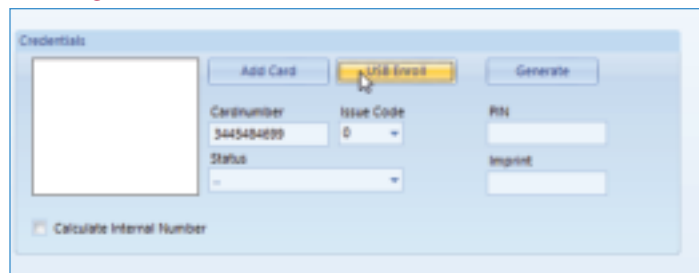 Credentials
Add Card USB Enroll Generate
Cardnumber Issue Code PIN
3445484699 0
Status Imprint
--
Calculate Internal Number